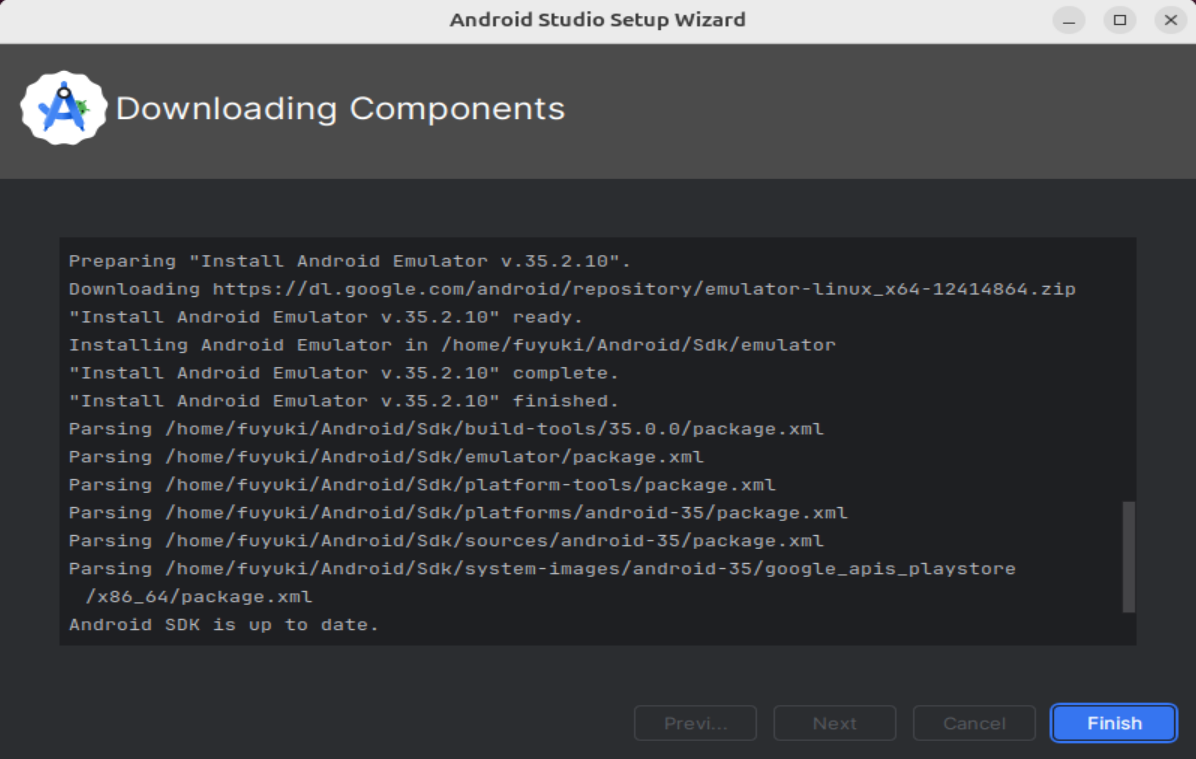 Android Studio Setup Wizard
Downloading Components
Preparing "Install Android Emulator v.35.2.10".
Downloading https://dl.google.com/android/repository/emulator-linux_x64-12414864.zip
"Install Android Emulator v.35.2.10" ready.
Installing Android Emulator in /home/fuyuki/Android/Sdk/emulator
"Install Android Emulator v.35.2.10" complete.
"Install Android Emulator v.35.2.10" finished.
Parsing /home/fuyuki/Android/Sdk/build-tools/35.0.0/package.xml
Parsing /home/fuyuki/Android/Sdk/emulator/package.xml
Parsing /home/fuyuki/Android/Sdk/platform-tools/package.xml
Parsing /home/fuyuki/Android/Sdk/platforms/android-35/package.xml
Parsing /home/fuyuki/Android/Sdk/sources/android-35/package.xml
Parsing /home/fuyuki/Android/Sdk/system-images/android-35/google_apis_playstore
/x86_64/package.xml
Android SDK is up to date.
Previ... Next Cancel Finish